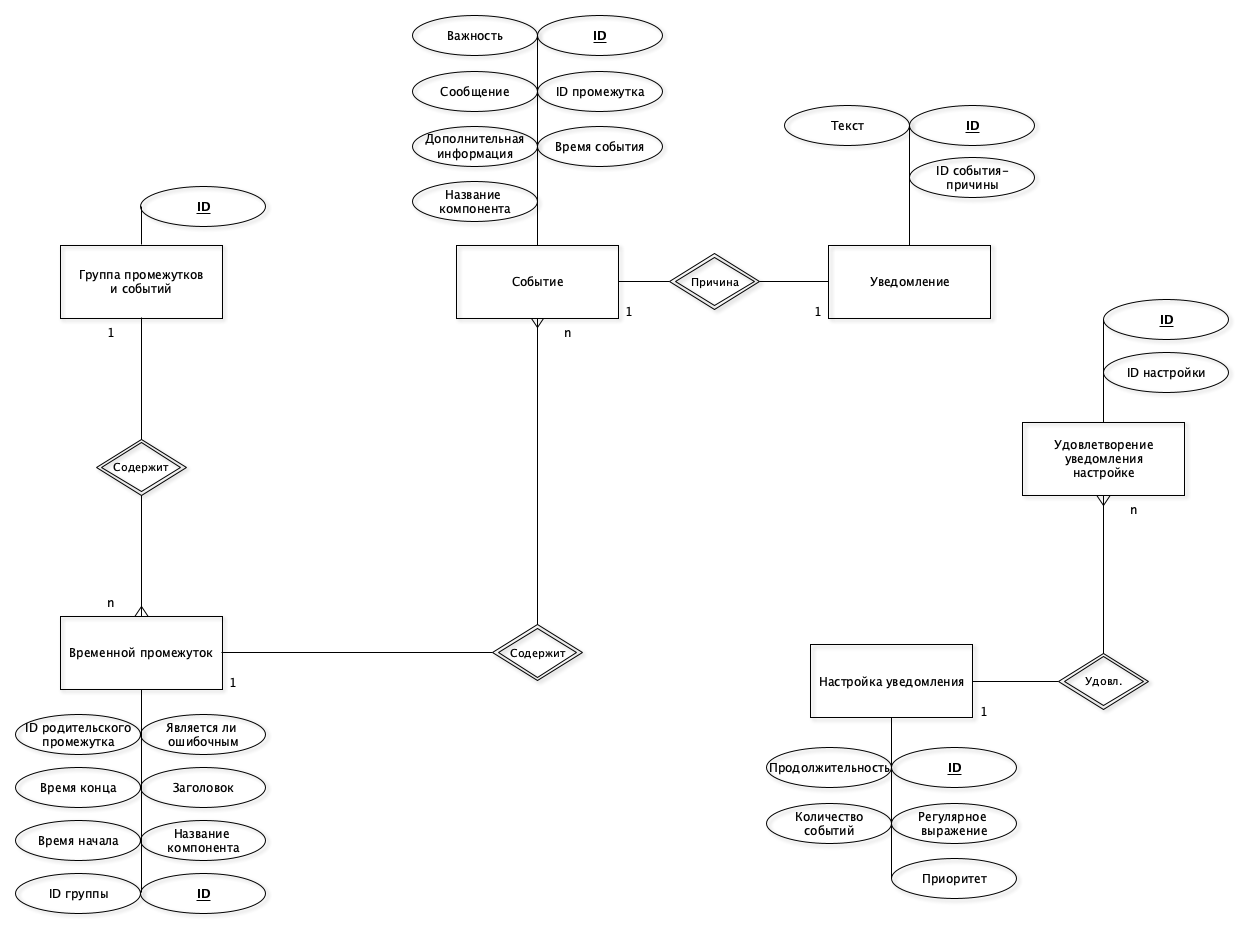 Важность
ID
Сообщение
ID промежутка
Дополнительная
информация
Время события
Название
компонента
Событие
1
n
Причина
Текст
ID
ID события-
причины
Уведомление
1
ID
Группа промежутков
и событий
1
Содержит
n
Временной промежуток
1
Содержит
ID родительского
промежутка
Является ли
ошибочным
Время конца
Заголовок
Время начала
Название
компонента
ID группы
ID
ID
ID настройки
Удовлетворение
уведомления
настройке
n
Удовл.
Настройка уведомления
1
Продолжительность
ID
Количество
событий
Регулярное
выражение
Приоритет